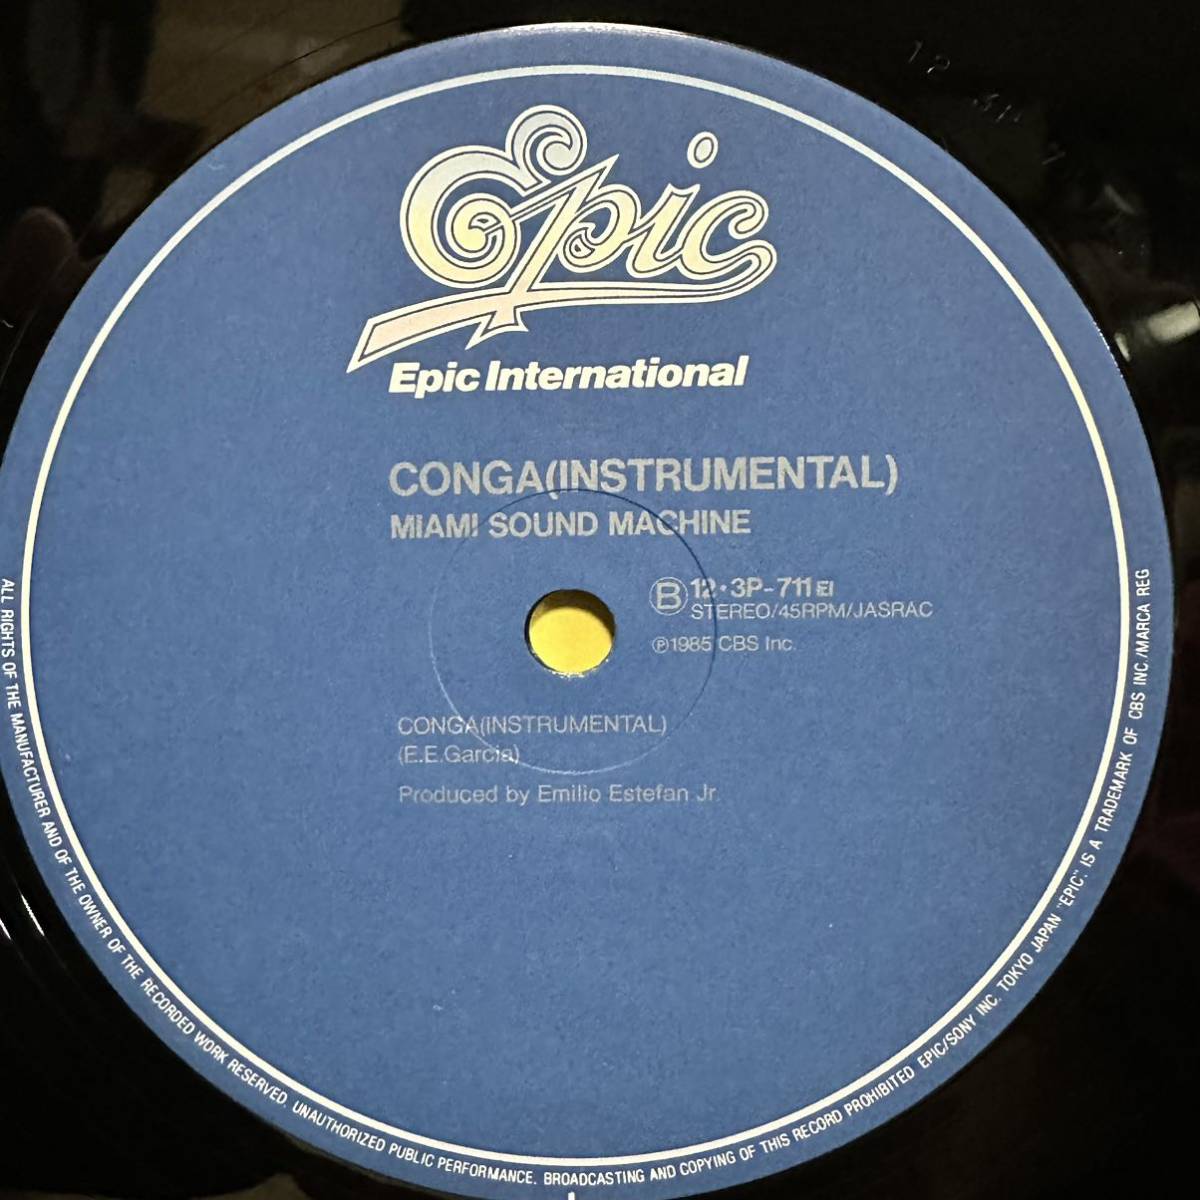 Epic
Epic International
CONGA(INSTRUMENTAL)
MIAMI SOUND MACHINE
B 12・3P-711 EI
STEREO/45RPM/JASRAC
Ⓟ1985 CBS Inc.
CONGA(INSTRUMENTAL)
(E.E.Garcia)
Produced by Emilio Estefan Jr.
ALL RIGHTS OF THE MANUFACTURER AND OF THE OWNER OF THE RECORDED WORK RESERVED. UNAUTHORIZED PUBLIC PERFORMANCE. BROADCASTING AND COPYING OF THIS RECORD PROHIBITED EPIC/SONY INC. TOKYO JAPAN "EPIC". IS A TRADEMARK OF CBS INC./MARCA REG